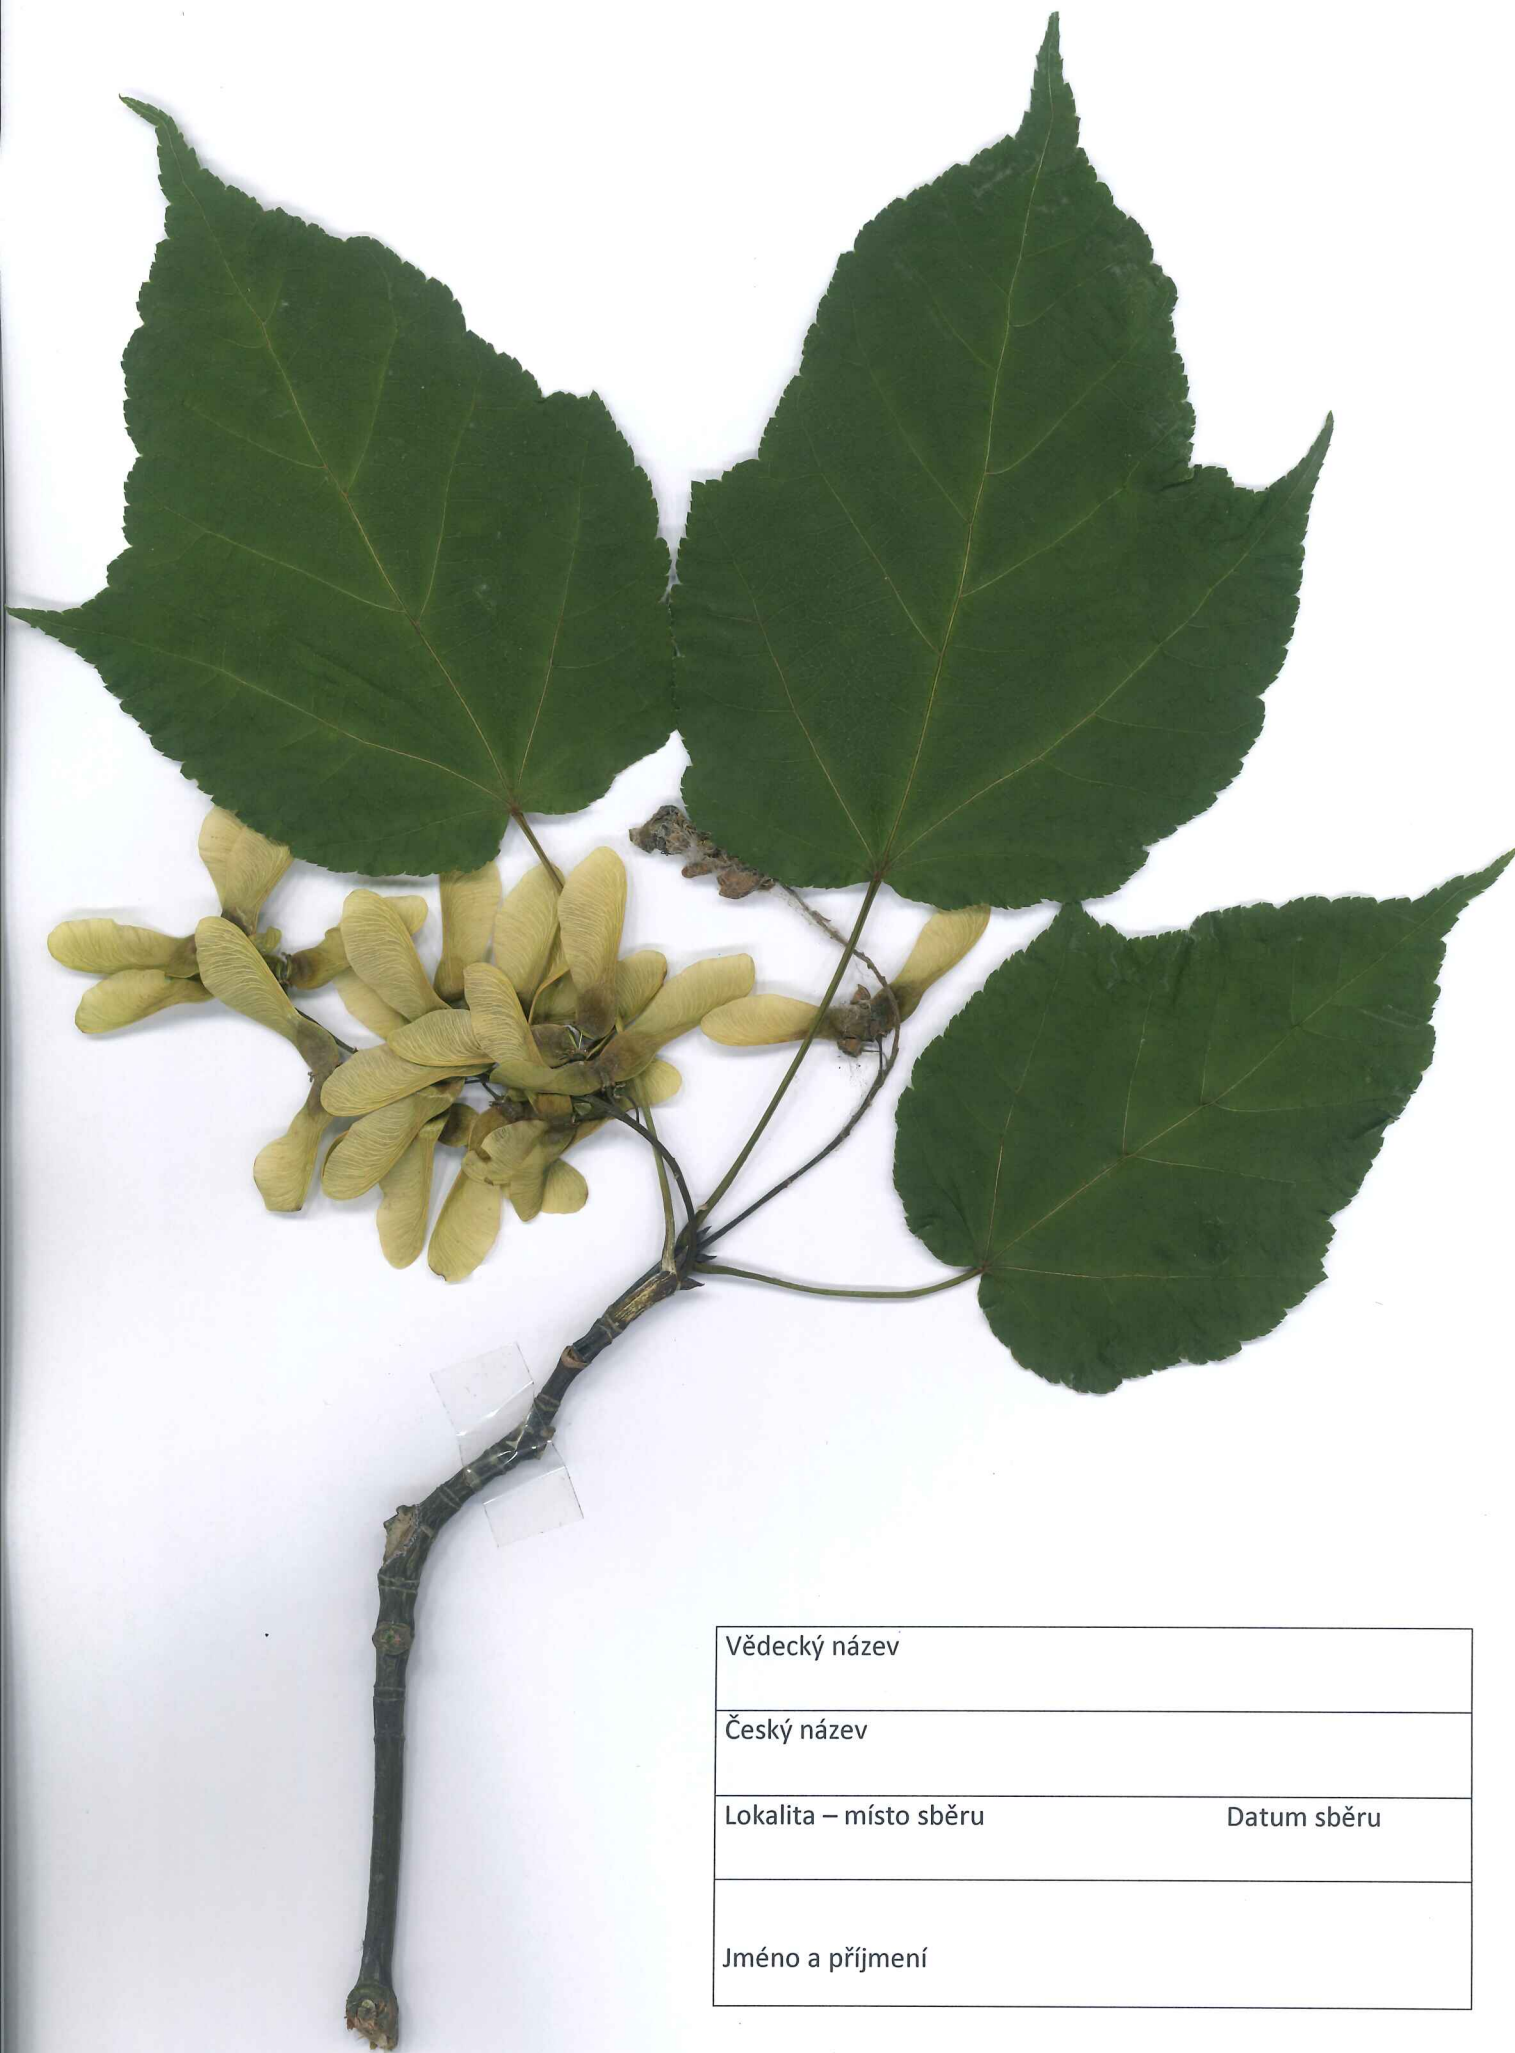 Vědecký název
Český název
Lokalita – místo sběru Datum sběru
Jméno a příjmení